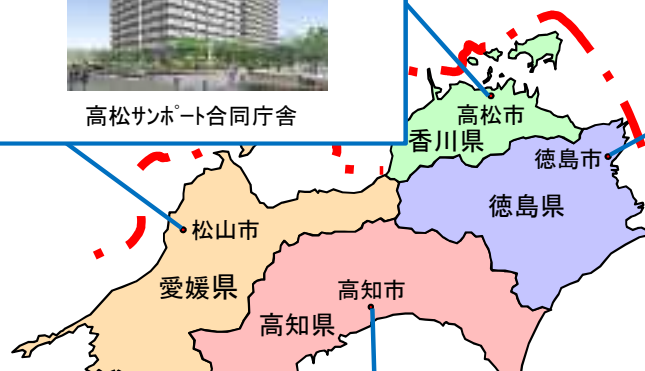 高松サンポート合同庁舎
高松市
香川県
徳島市
徳島県
松山市
愛媛県
高知市
高知県